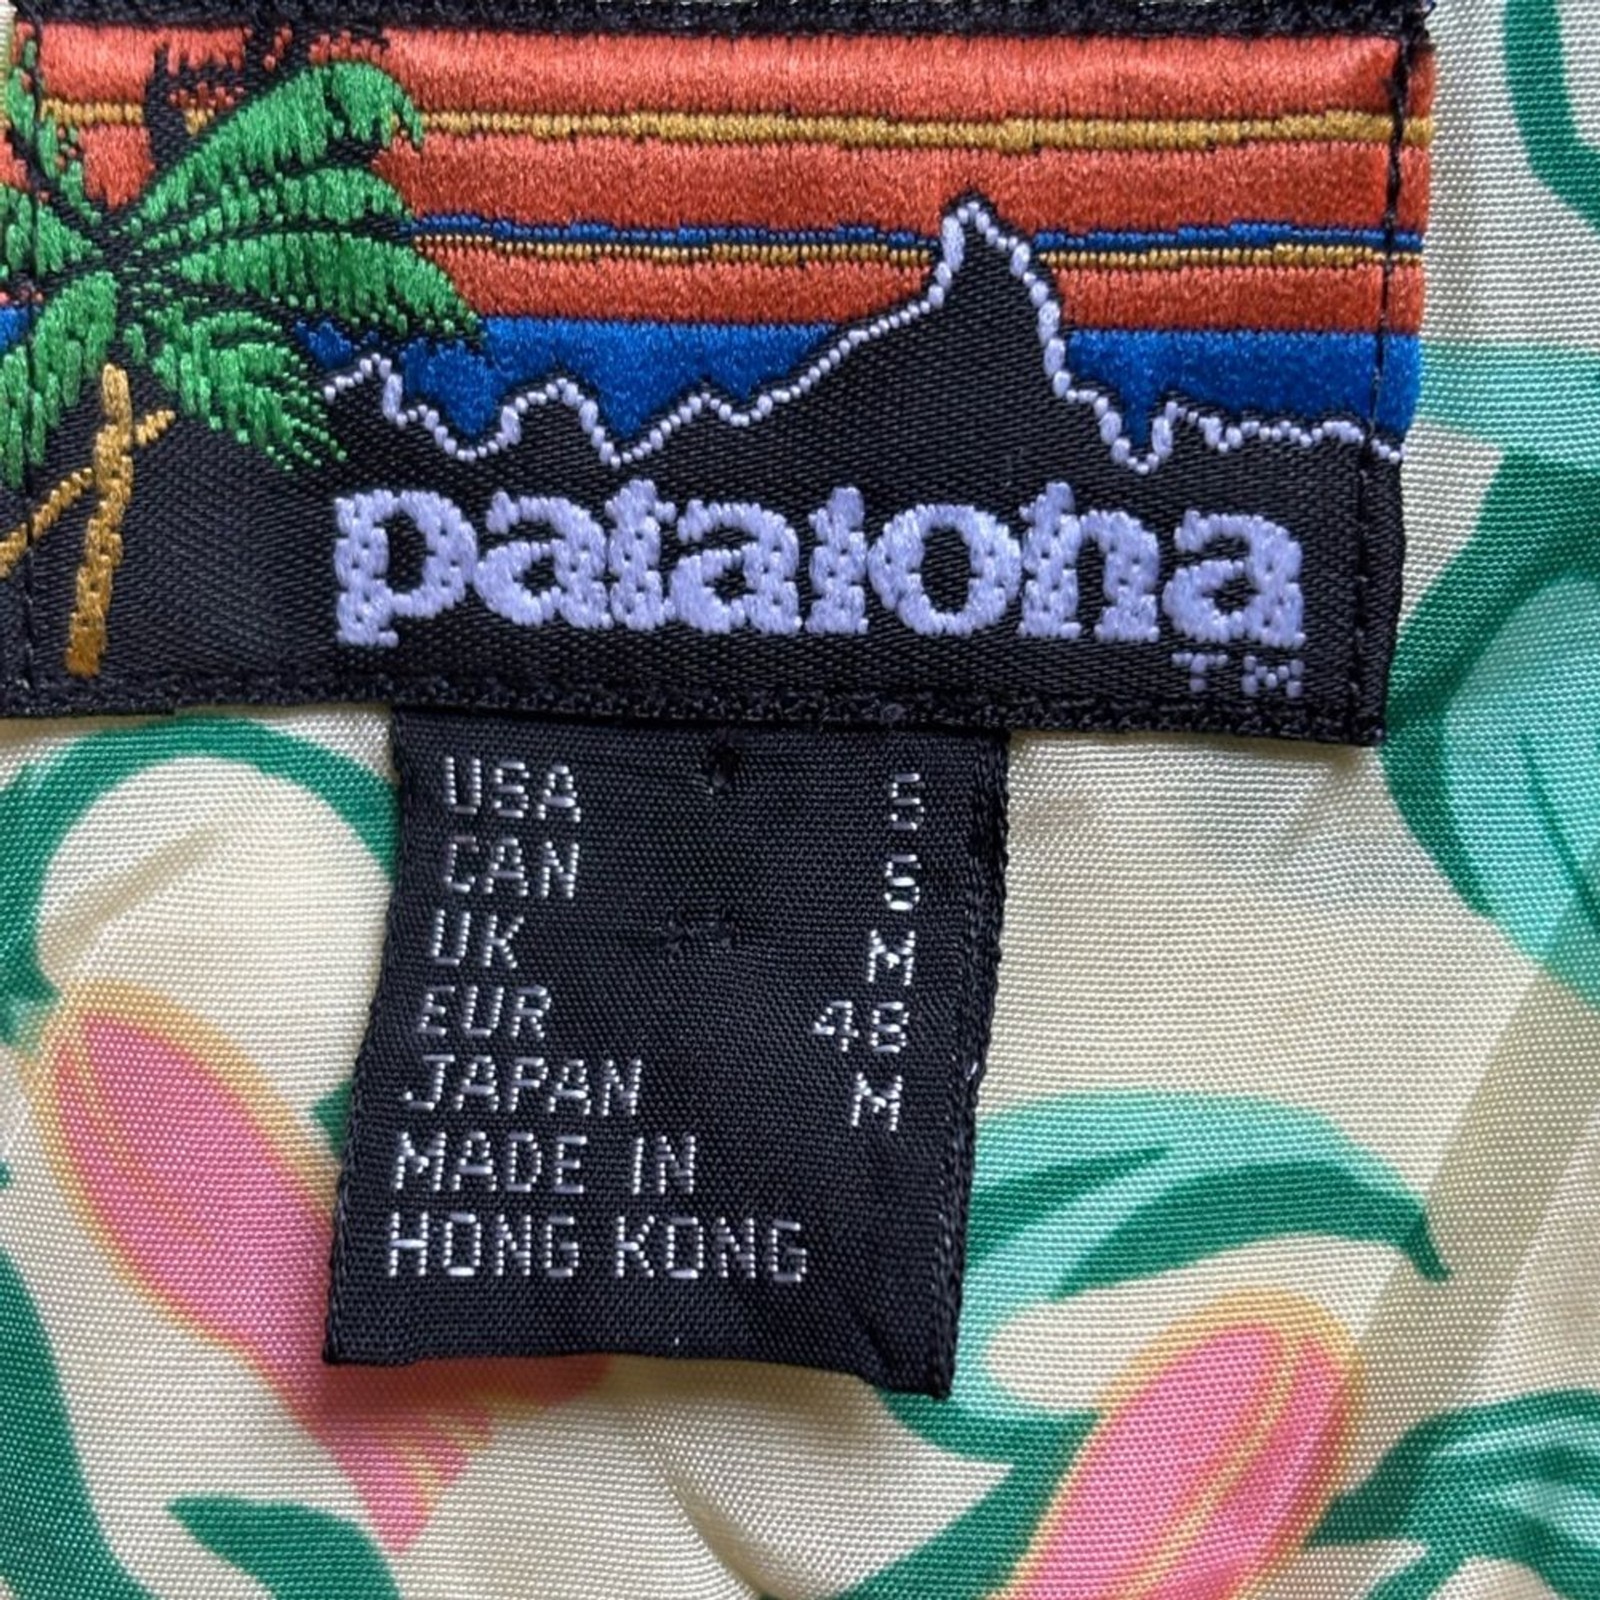 pataloha
TM
USA S
CAN S
UK M
EUR 48
JAPAN M
MADE IN
HONG KONG